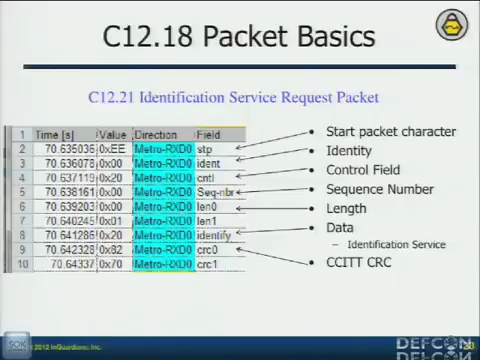 C12.18 Packet Basics
C12.21 Identification Service Request Packet
1 Time [s] Value Direction Field
2 70.635036 0xEE Metro-RXD0 stp
3 70.636078 0x00 Metro-RXD0 ident
4 70.637119 0x20 Metro-RXD0 cntl
5 70.638161 0x00 Metro-RXD0 Seq-nbr
6 70.639203 0x00 Metro-RXD0 len0
7 70.640245 0x01 Metro-RXD0 len1
8 70.641286 0x20 Metro-RXD0 identify
9 70.642328 0x82 Metro-RXD0 crc0
10 70.64337 0x70 Metro-RXD0 crc1
• Start packet character
• Identity
• Control Field
• Sequence Number
• Length
• Data
– Identification Service
• CCITT CRC
2012 InGuardians, Inc.
DEFCON